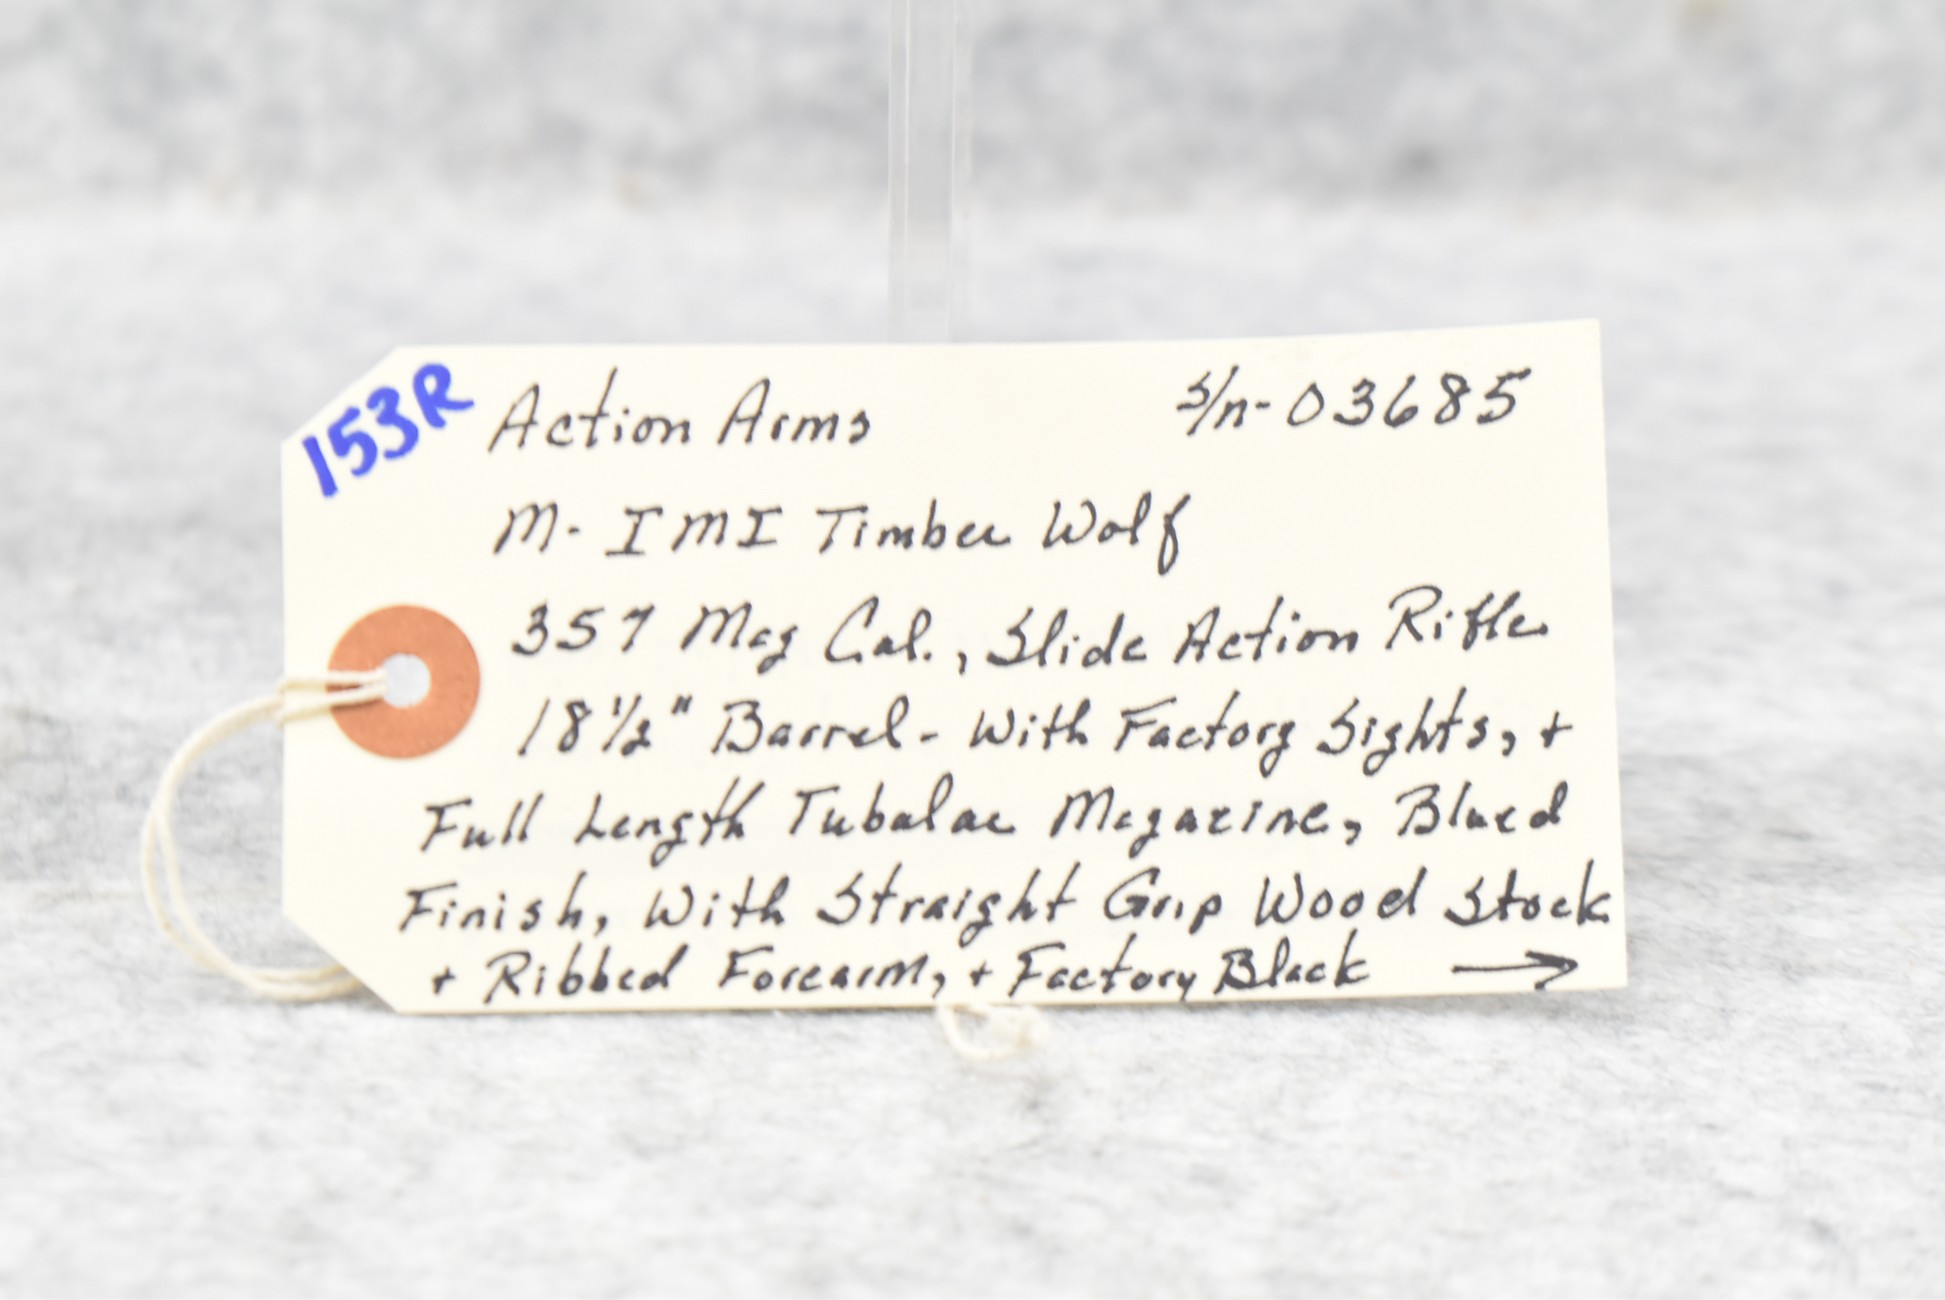 153R
Action Arms s/n-03685
M- IMI Timber Wolf
357 Mag Cal., Slide Action Rifle
18½" Barrel - With Factory Sights, +
Full Length Tubular Magazine, Blued
Finish, With Straight Grip Wood Stock
+ Ribbed Forearm, + Factory Black →